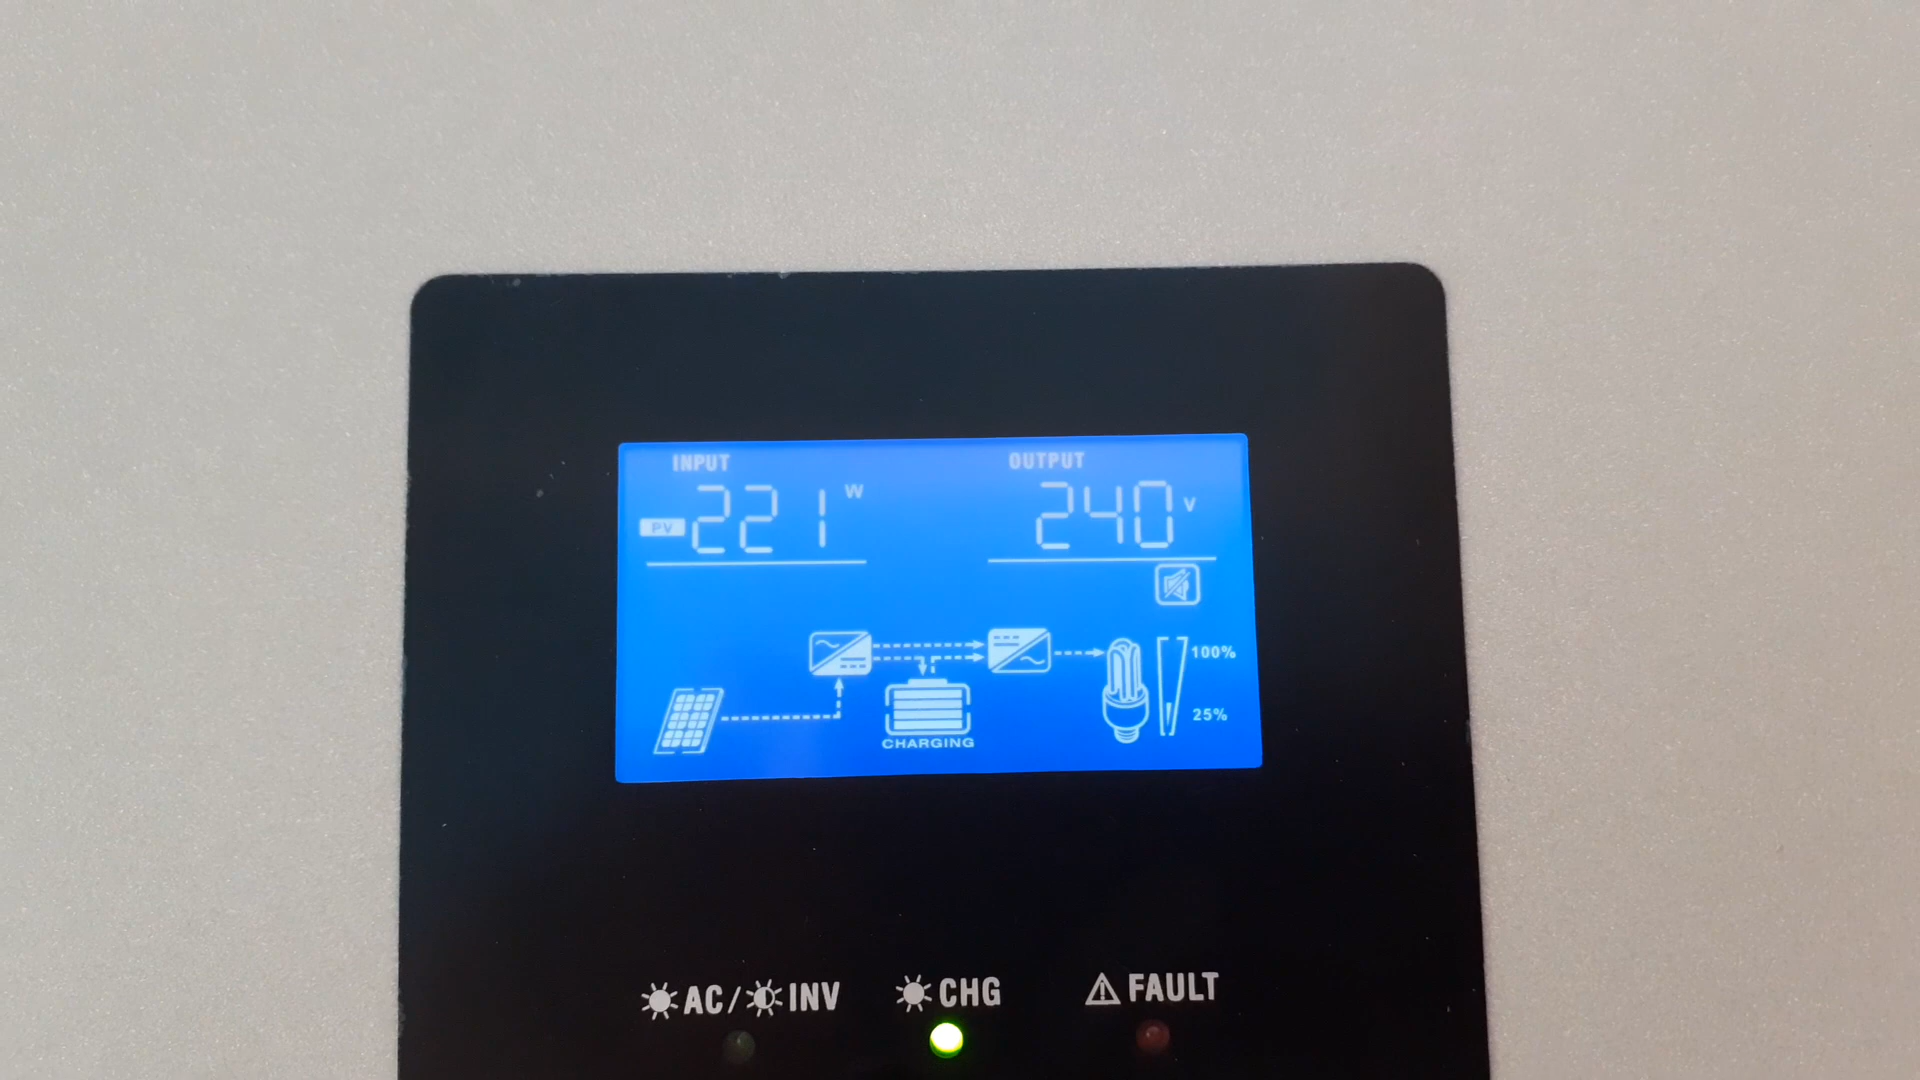 INPUT OUTPUT
PV 221 W 240 V
100%
25%
CHARGING
AC/ INV CHG FAULT